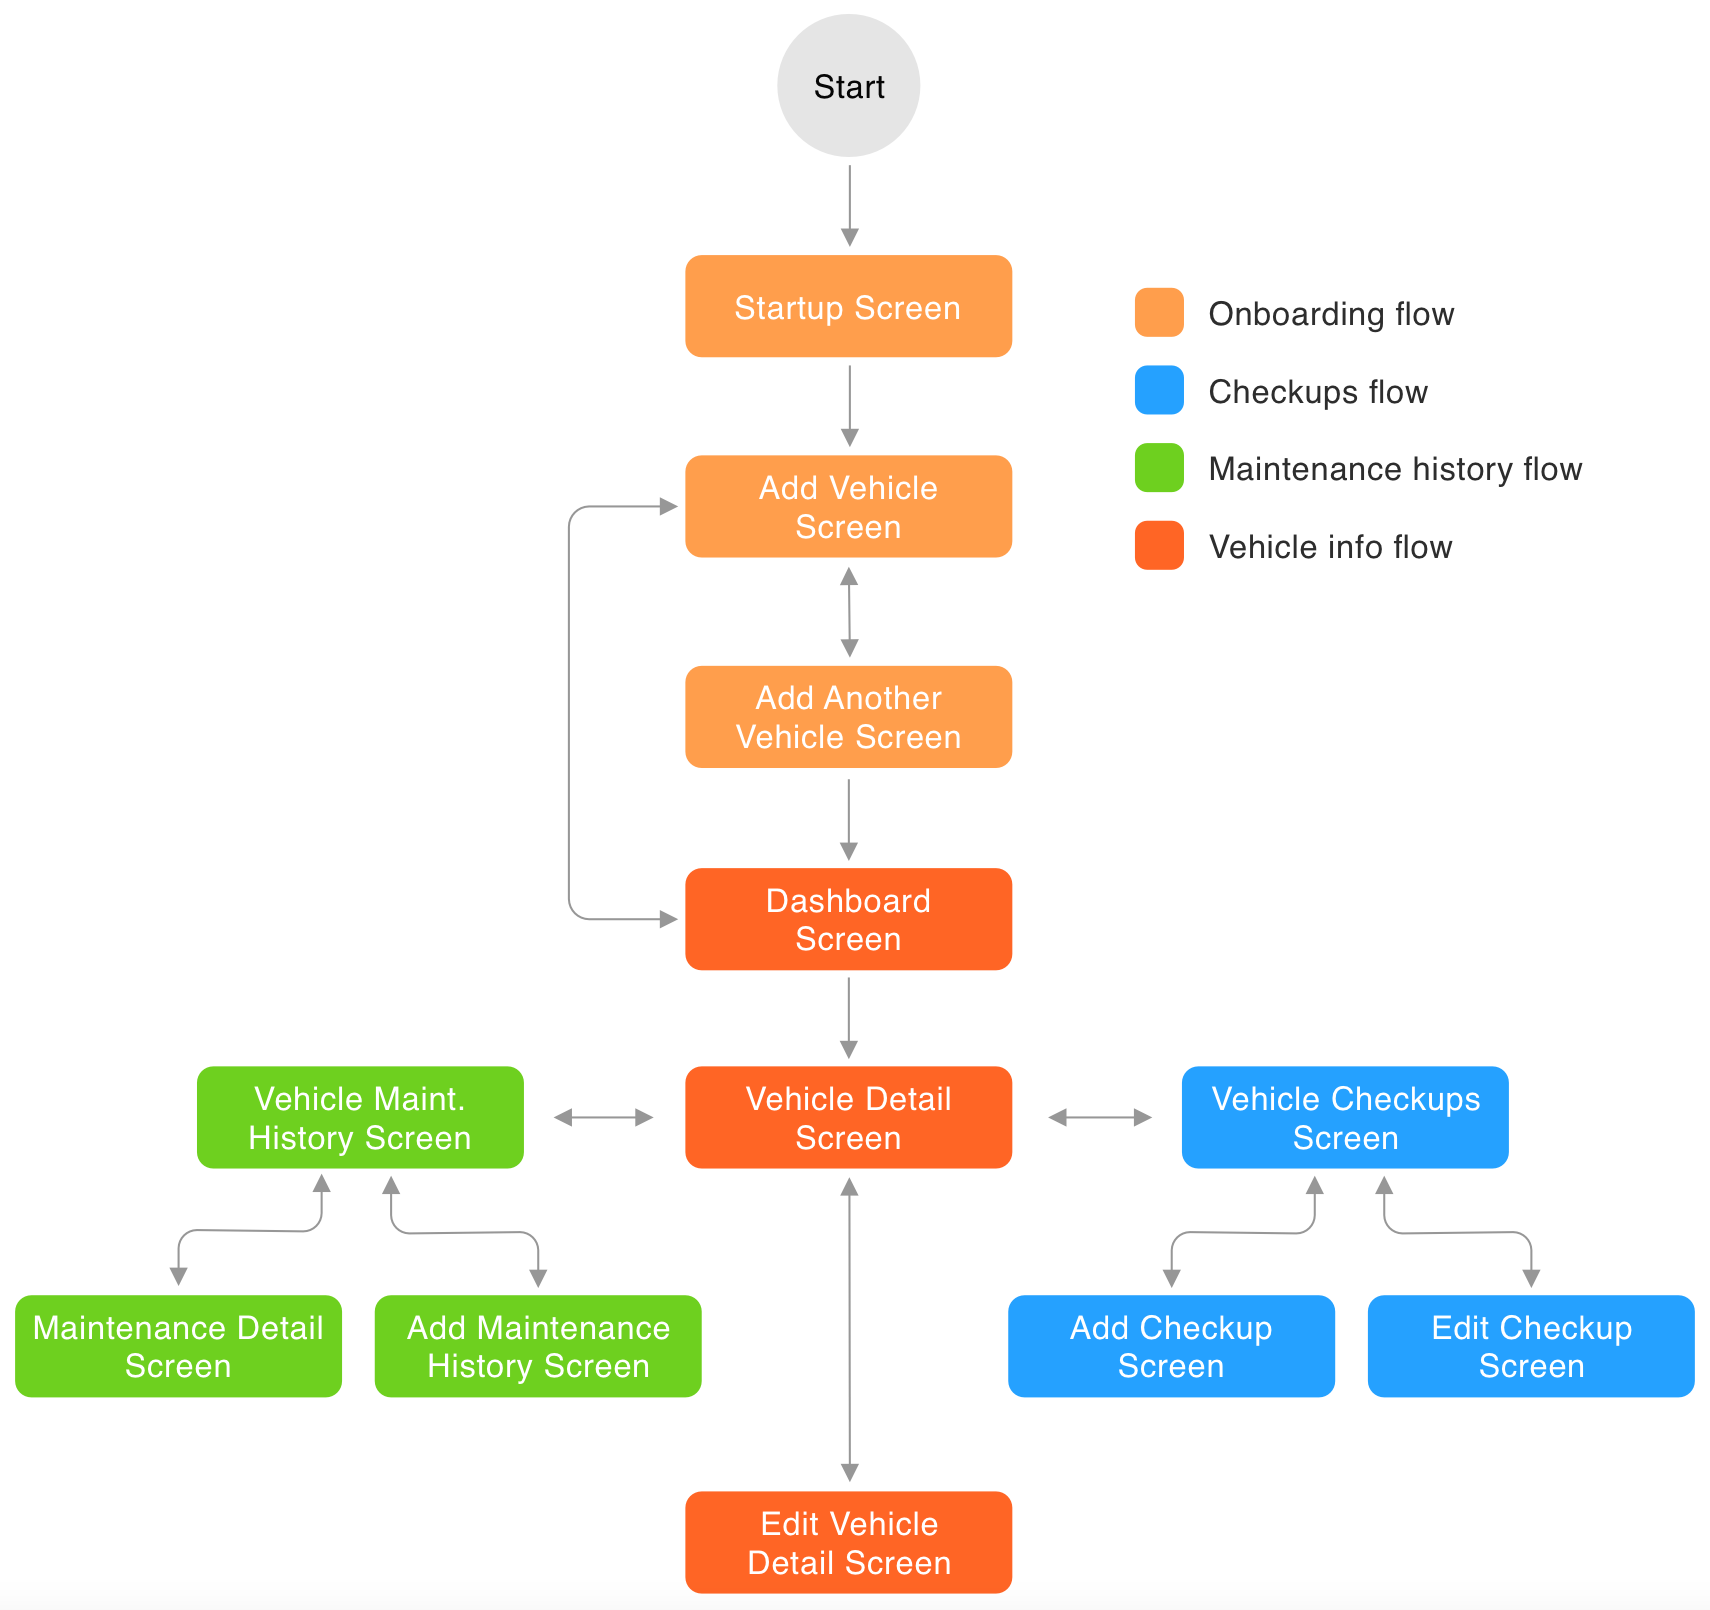 Start
Startup Screen
Onboarding flow
Checkups flow
Maintenance history flow
Vehicle info flow
Add Vehicle
Screen
Add Another
Vehicle Screen
Dashboard
Screen
Vehicle Maint.
History Screen
Vehicle Detail
Screen
Vehicle Checkups
Screen
Maintenance Detail
Screen
Add Maintenance
History Screen
Add Checkup
Screen
Edit Checkup
Screen
Edit Vehicle
Detail Screen